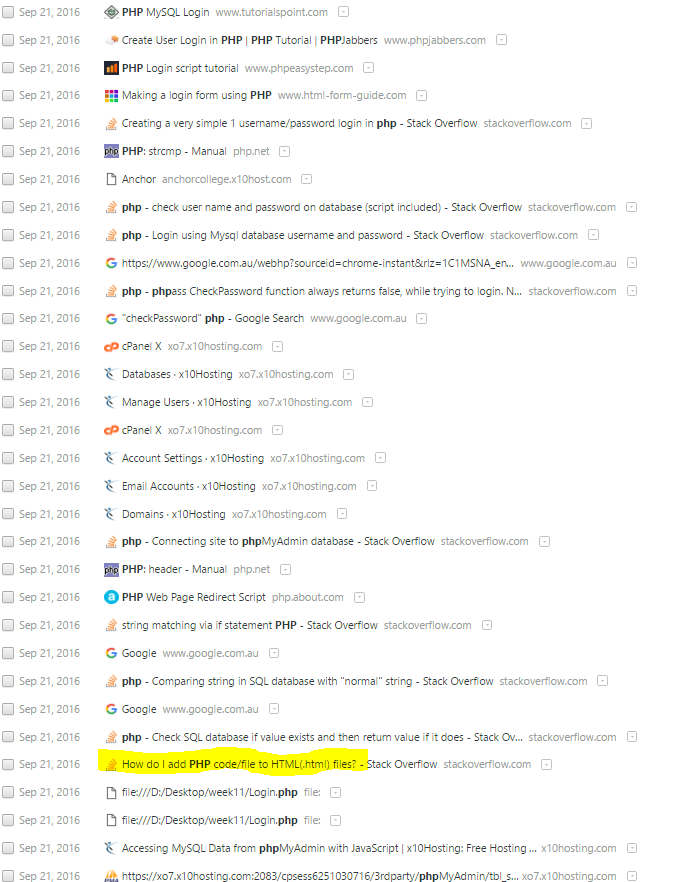 Sep 21, 2016 PHP MySQL Login www.tutorialspoint.com
Sep 21, 2016 Create User Login in PHP | PHP Tutorial | PHPJabbers www.phpjabbers.com
Sep 21, 2016 PHP Login script tutorial www.phpeasystep.com
Sep 21, 2016 Making a login form using PHP www.html-form-guide.com
Sep 21, 2016 Creating a very simple 1 username/password login in php - Stack Overflow stackoverflow.com
Sep 21, 2016 php PHP: strcmp - Manual php.net
Sep 21, 2016 Anchor anchorcollege.x10host.com
Sep 21, 2016 php - check user name and password on database (script included) - Stack Overflow stackoverflow.com
Sep 21, 2016 php - Login using Mysql database username and password - Stack Overflow stackoverflow.com
Sep 21, 2016 https://www.google.com.au/webhp?sourceid=chrome-instant&rlz=1C1MSNA_en... www.google.com.au
Sep 21, 2016 php - phpass CheckPassword function always returns false, while trying to login. N... stackoverflow.com
Sep 21, 2016 "checkPassword" php - Google Search www.google.com.au
Sep 21, 2016 cP cPanel X xo7.x10hosting.com
Sep 21, 2016 Databases · x10Hosting xo7.x10hosting.com
Sep 21, 2016 Manage Users · x10Hosting xo7.x10hosting.com
Sep 21, 2016 cP cPanel X xo7.x10hosting.com
Sep 21, 2016 Account Settings · x10Hosting xo7.x10hosting.com
Sep 21, 2016 Email Accounts · x10Hosting xo7.x10hosting.com
Sep 21, 2016 Domains · x10Hosting xo7.x10hosting.com
Sep 21, 2016 php - Connecting site to phpMyAdmin database - Stack Overflow stackoverflow.com
Sep 21, 2016 php PHP: header - Manual php.net
Sep 21, 2016 a PHP Web Page Redirect Script php.about.com
Sep 21, 2016 string matching via if statement PHP - Stack Overflow stackoverflow.com
Sep 21, 2016 Google www.google.com.au
Sep 21, 2016 php - Comparing string in SQL database with "normal" string - Stack Overflow stackoverflow.com
Sep 21, 2016 Google www.google.com.au
Sep 21, 2016 php - Check SQL database if value exists and then return value if it does - Stack Ov... stackoverflow.com
Sep 21, 2016 How do I add PHP code/file to HTML(.html) files? - Stack Overflow stackoverflow.com
Sep 21, 2016 file:///D:/Desktop/week11/Login.php file:
Sep 21, 2016 file:///D:/Desktop/week11/Login.php file:
Sep 21, 2016 Accessing MySQL Data from phpMyAdmin with JavaScript | x10Hosting: Free Hosting ... x10hosting.com
Sep 21, 2016 https://xo7.x10hosting.com:2083/cpsess6251030716/3rdparty/phpMyAdmin/tbl_s... xo7.x10hosting.com